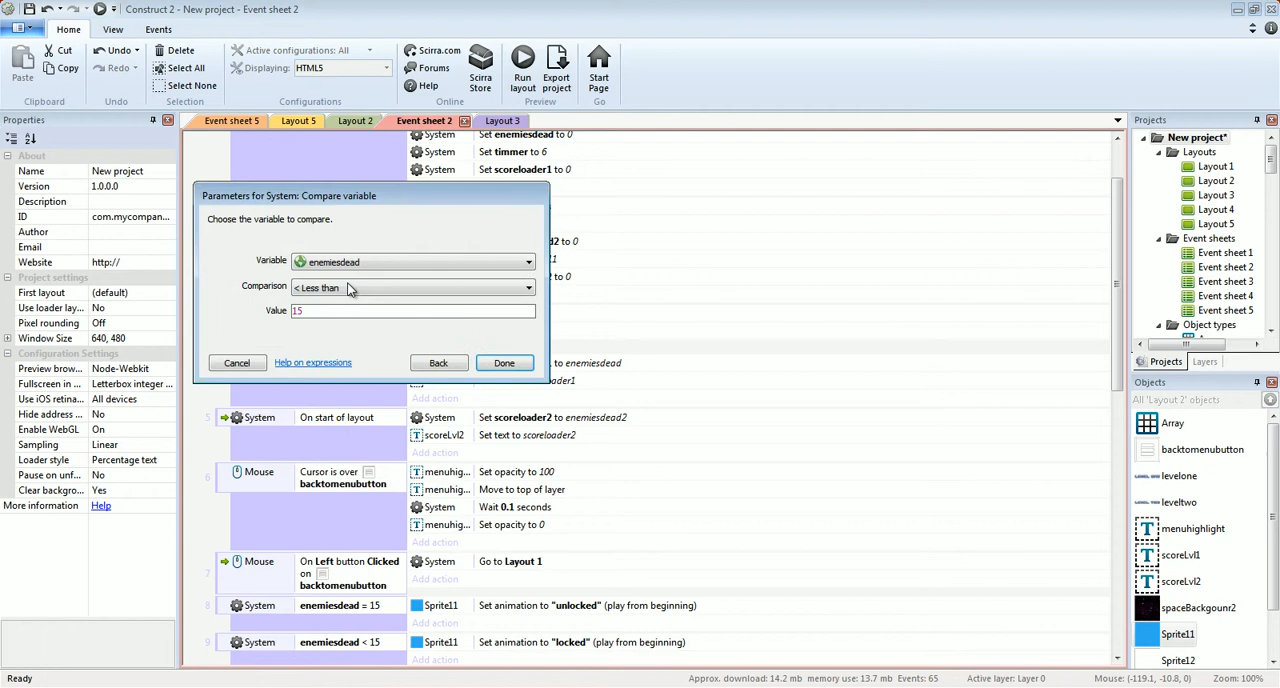 Construct 2 - New project - Event sheet 2
Home View Events
Cut Undo Delete Active configurations: All Scirra.com
Copy Redo Select All Displaying: HTML5 Forums
Paste Select None Help Scirra Store Run layout Export project Start Page
Clipboard Undo Selection Configurations Online Preview Go
Properties
Event sheet 5 Layout 5 Layout 2 Event sheet 2 Layout 3
Projects
About
Name New project
Version 1.0.0.0
Description
ID com.mycompan...
Author
Email
Website http://
Project settings
First layout (default)
Use loader lay... No
Pixel rounding Off
Window Size 640, 480
Configuration Settings
Preview brow... Node-Webkit
Fullscreen in ... Letterbox integer ...
Use iOS retina... All devices
Hide address ... No
Enable WebGL On
Sampling Linear
Loader style Percentage text
Pause on unf... No
Clear backgro... Yes
More information Help
System Set enemiesdead to 0
System Set timmer to 6
System Set scoreloader1 to 0
Parameters for System: Compare variable
Choose the variable to compare.
Variable enemiesdead
Comparison < Less than
Value 15
Cancel Help on expressions Back Done
d2 to 0
11
2 to 0
to enemiesdead
oader1
Add action
5 System On start of layout System Set scoreloader2 to enemiesdead2
scoreLvl2 Set text to scoreloader2
Add action
6 Mouse Cursor is over backtomenubutton menuhig... Set opacity to 100
menuhig... Move to top of layer
System Wait 0.1 seconds
menuhig... Set opacity to 0
Add action
7 Mouse On Left button Clicked on backtomenubutton System Go to Layout 1
Add action
8 System enemiesdead = 15 Sprite11 Set animation to "unlocked" (play from beginning)
Add action
9 System enemiesdead < 15 Sprite11 Set animation to "locked" (play from beginning)
Add action
New project*
Layouts
Layout 1
Layout 2
Layout 3
Layout 4
Layout 5
Event sheets
Event sheet 1
Event sheet 2
Event sheet 3
Event sheet 4
Event sheet 5
Object types
Projects Layers
Objects
All 'Layout 2' objects
Array
backtomenubutton
levelone
leveltwo
menuhighlight
scoreLvl1
scoreLvl2
spaceBackgounr2
Sprite11
Sprite12
Ready Approx. download: 14.2 mb memory use: 13.7 mb Events: 65 Active layer: Layer 0 Mouse: (-119.1, -10.8, 0) Zoom: 100%